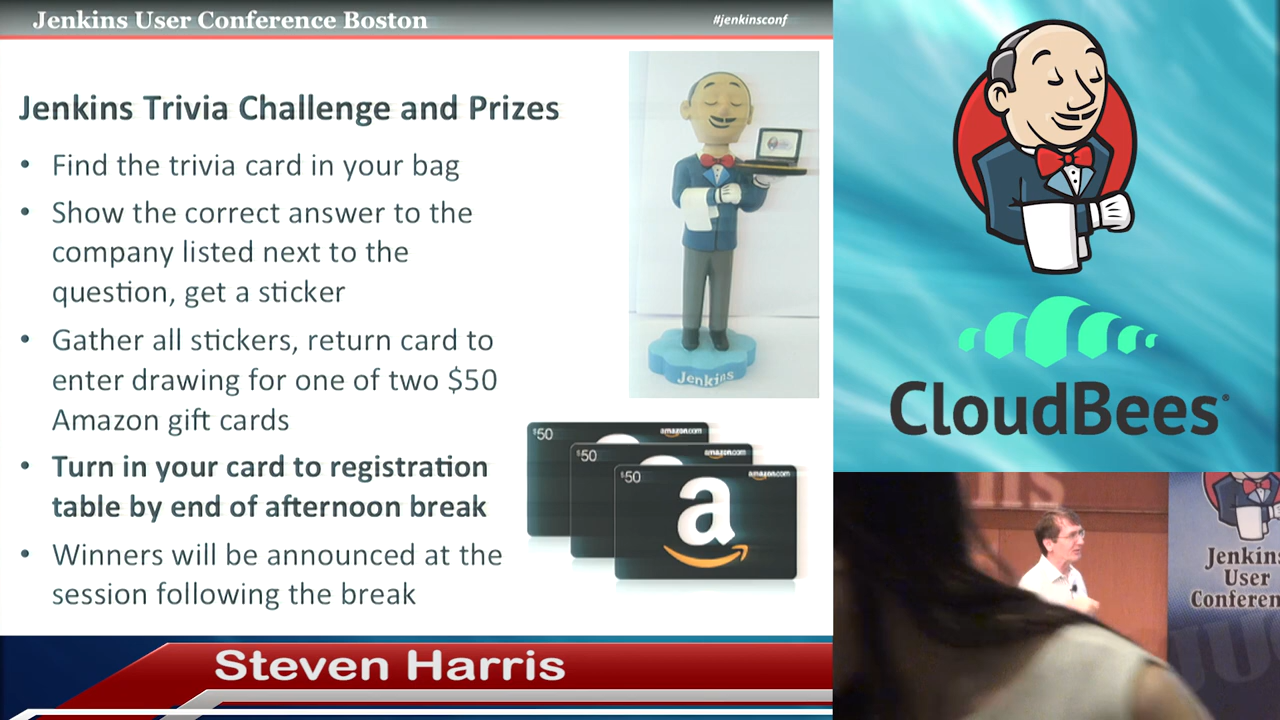 Jenkins User Conference Boston
#jenkinsconf
Jenkins Trivia Challenge and Prizes
• Find the trivia card in your bag
• Show the correct answer to the
company listed next to the
question, get a sticker
• Gather all stickers, return card to
enter drawing for one of two $50
Amazon gift cards
• Turn in your card to registration
table by end of afternoon break
• Winners will be announced at the
session following the break
Jenkins
$50 amazon.com
$50 amazon.com
$50 amazon.com
a
Steven Harris
CloudBees®
Jenkins
User
Conferen